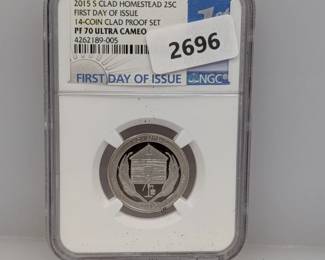 2015 S CLAD HOMESTEAD 25C
FIRST DAY OF ISSUE
14-COIN CLAD PROOF SET
PF 70 ULTRA CAMEO
4262189-005
2696
FIRST DAY OF ISSUE
NGC